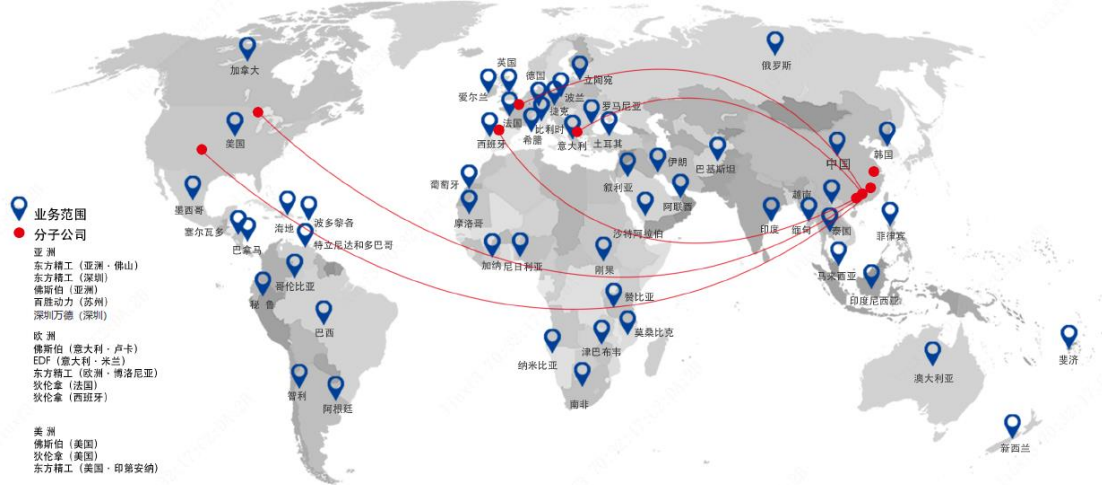 加拿大
美国
墨西哥
塞尔瓦多
巴拿马
海地
波多黎各
特立尼达和多巴哥
哥伦比亚
秘鲁
巴西
智利
阿根廷
英国
爱尔兰
德国
立陶宛
波兰
捷克
法国
比利时
希腊
罗马尼亚
西班牙
意大利
土耳其
俄罗斯
葡萄牙
摩洛哥
叙利亚
伊朗
巴基斯坦
阿联酋
沙特阿拉伯
中国
韩国
越南
印度
缅甸
泰国
菲律宾
马来西亚
印度尼西亚
加纳
尼日利亚
刚果
赞比亚
莫桑比克
津巴布韦
纳米比亚
南非
澳大利亚
斐济
新西兰
业务范围
分子公司
亚洲
东方精工（亚洲·佛山）
东方精工（深圳）
佛斯伯（亚洲）
百胜动力（苏州）
深圳万德（深圳）
欧洲
佛斯伯（意大利·卢卡）
EDF（意大利·米兰）
东方精工（欧洲·博洛尼亚）
狄伦拿（法国）
狄伦拿（西班牙）
美洲
佛斯伯（美国）
狄伦拿（美国）
东方精工（美国·印第安纳）